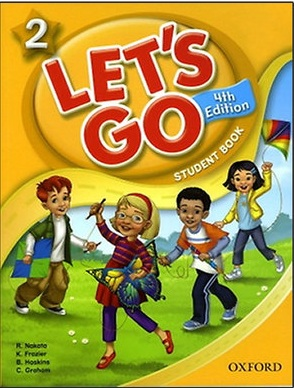 2
LET'S
GO
4th
Edition
STUDENT BOOK
R. Nakata
K. Frazier
B. Hoskins
C. Graham
OXFORD